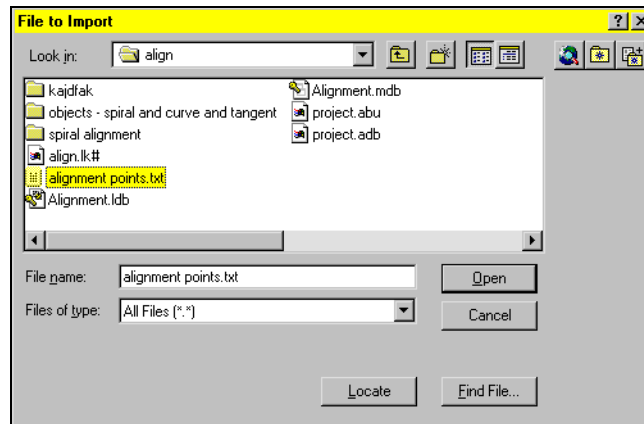 File to Import
Look in: align
kajdfak
objects - spiral and curve and tangent
spiral alignment
align.lk#
alignment points.txt
Alignment.ldb
Alignment.mdb
project.abu
project.adb
File name: alignment points.txt
Open
Files of type: All Files (*.*)
Cancel
Locate
Find File...